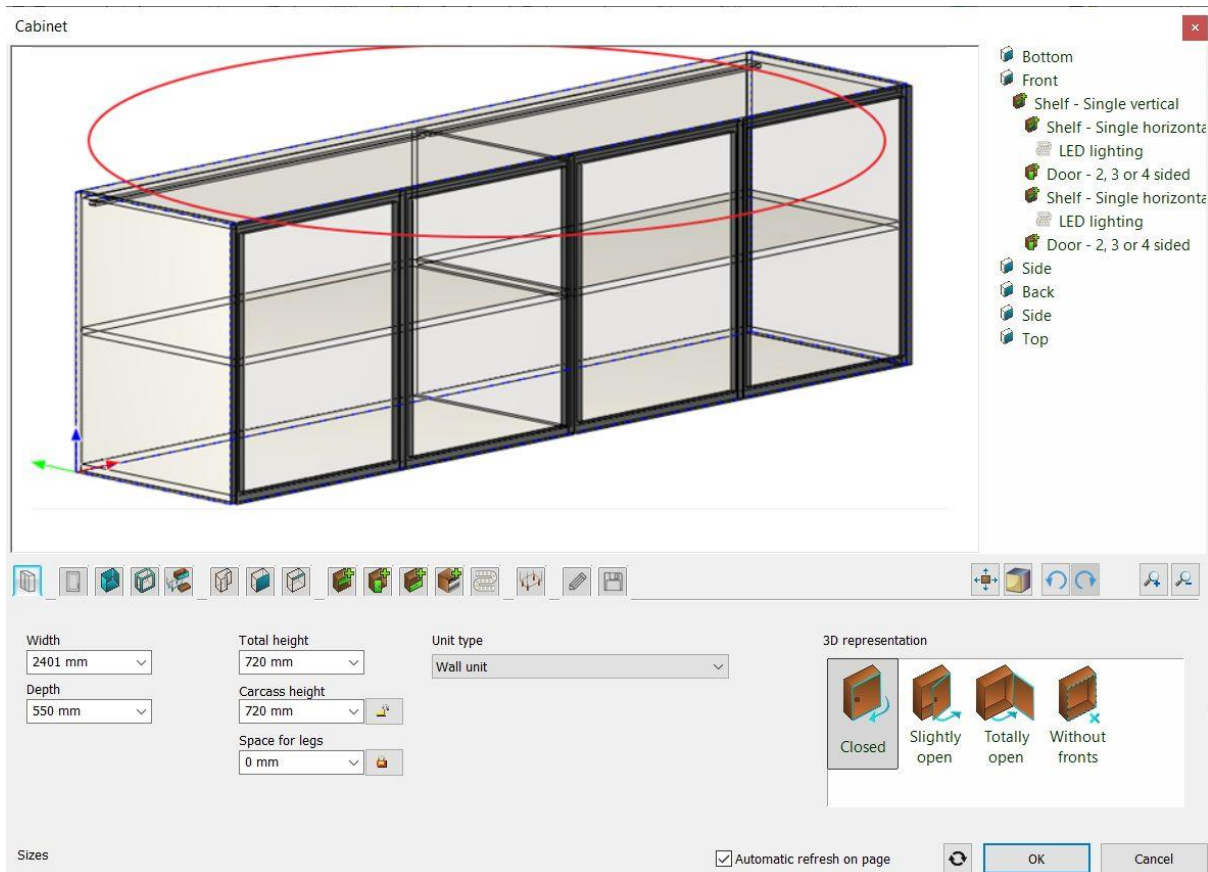 Cabinet
Bottom
Front
Shelf - Single vertical
Shelf - Single horizonta
LED lighting
Door - 2, 3 or 4 sided
Shelf - Single horizonta
LED lighting
Door - 2, 3 or 4 sided
Side
Back
Side
Top
Width
2401 mm
Depth
550 mm
Total height
720 mm
Carcass height
720 mm
Space for legs
0 mm
Unit type
Wall unit
3D representation
Closed
Slightly
open
Totally
open
Without
fronts
Sizes
Automatic refresh on page
OK
Cancel